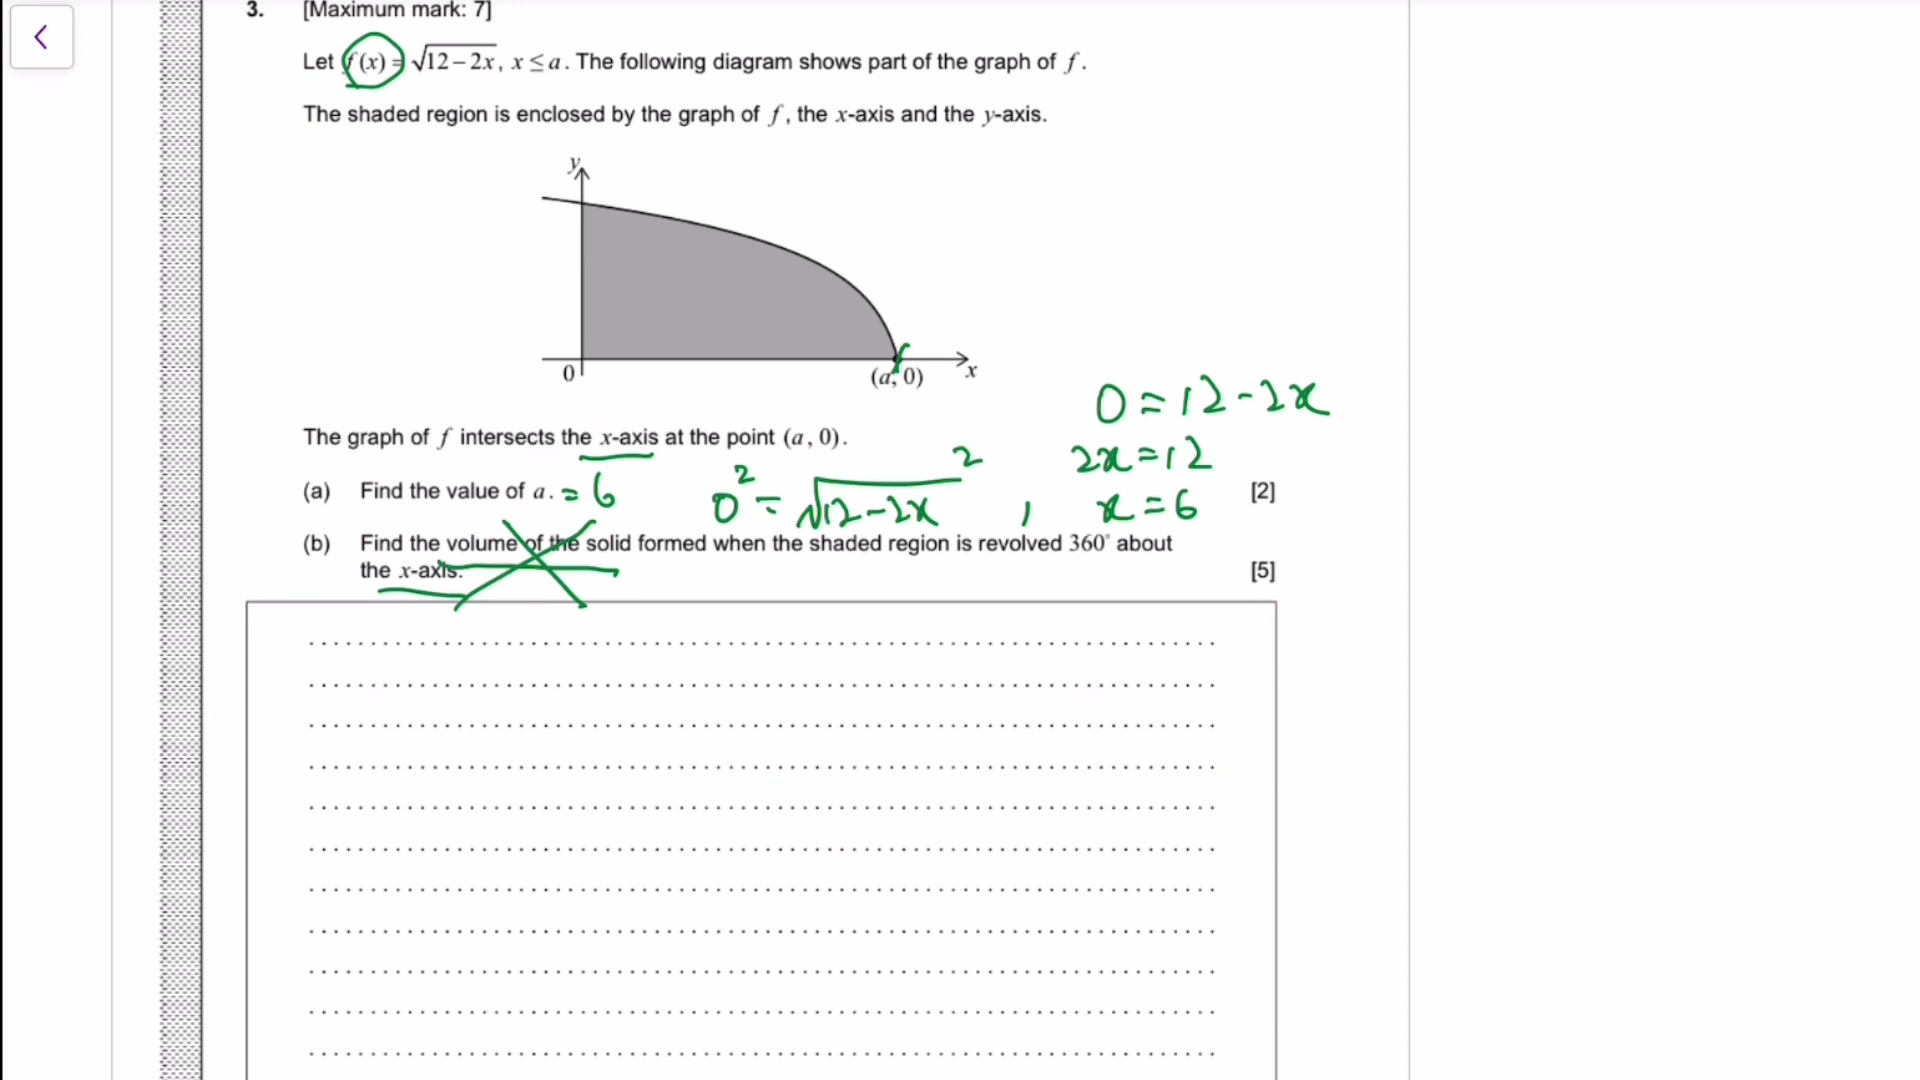 3. [Maximum mark: 7]
Let f(x) = √12 – 2x, x ≤ a. The following diagram shows part of the graph of f.
The shaded region is enclosed by the graph of f, the x-axis and the y-axis.
y
0
(a, 0)
x
0 = 12 - 2x
The graph of f intersects the x-axis at the point (a, 0).
2x = 12
(a) Find the value of a. = 6 0² = √12-2x ² , x = 6 [2]
(b) Find the volume of the solid formed when the shaded region is revolved 360° about
the x-axis. [5]